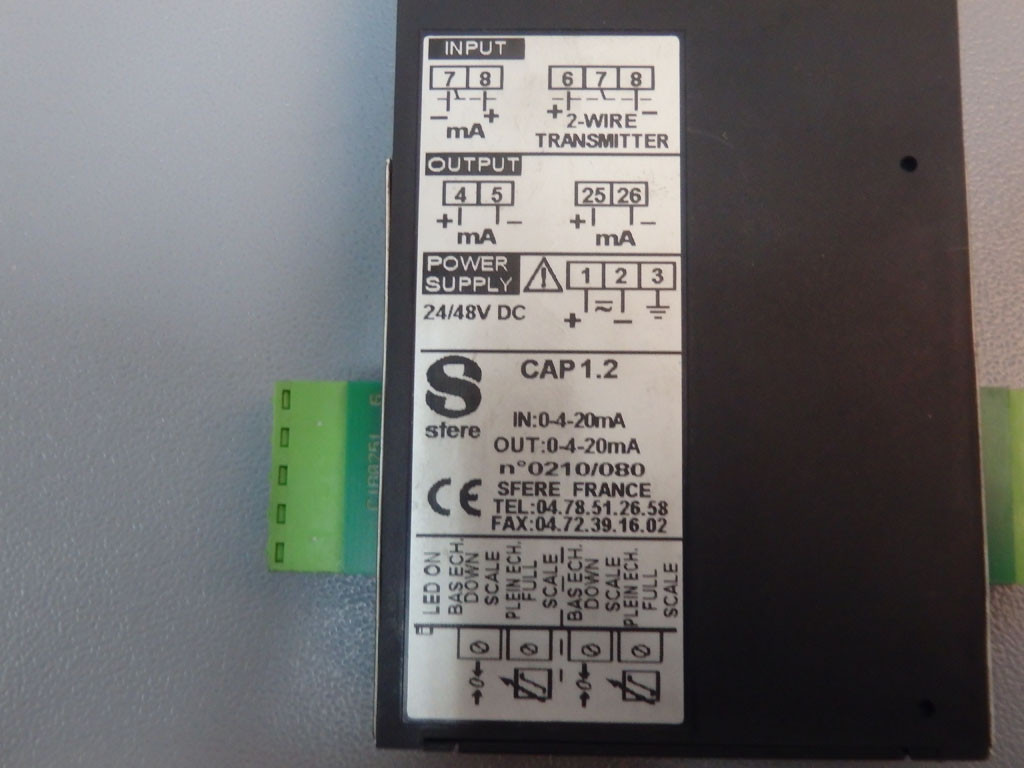 INPUT
7 8
6 7 8
- +
mA
+ -
2-WIRE
TRANSMITTER
OUTPUT
4 5
25 26
+ -
mA
+ -
mA
POWER
SUPPLY
1 2 3
24/48V DC
+ ≂ -
S
sfere
CAP 1.2
IN:0-4-20mA
OUT:0-4-20mA
n°0210/080
CE
SFERE FRANCE
TEL:04.78.51.26.58
FAX:04.72.39.16.02
LED ON
BAS ECH.
DOWN
SCALE
PLEIN ECH.
FULL
SCALE
BAS ECH.
DOWN
SCALE
PLEIN ECH.
FULL
SCALE
→0←
→0←